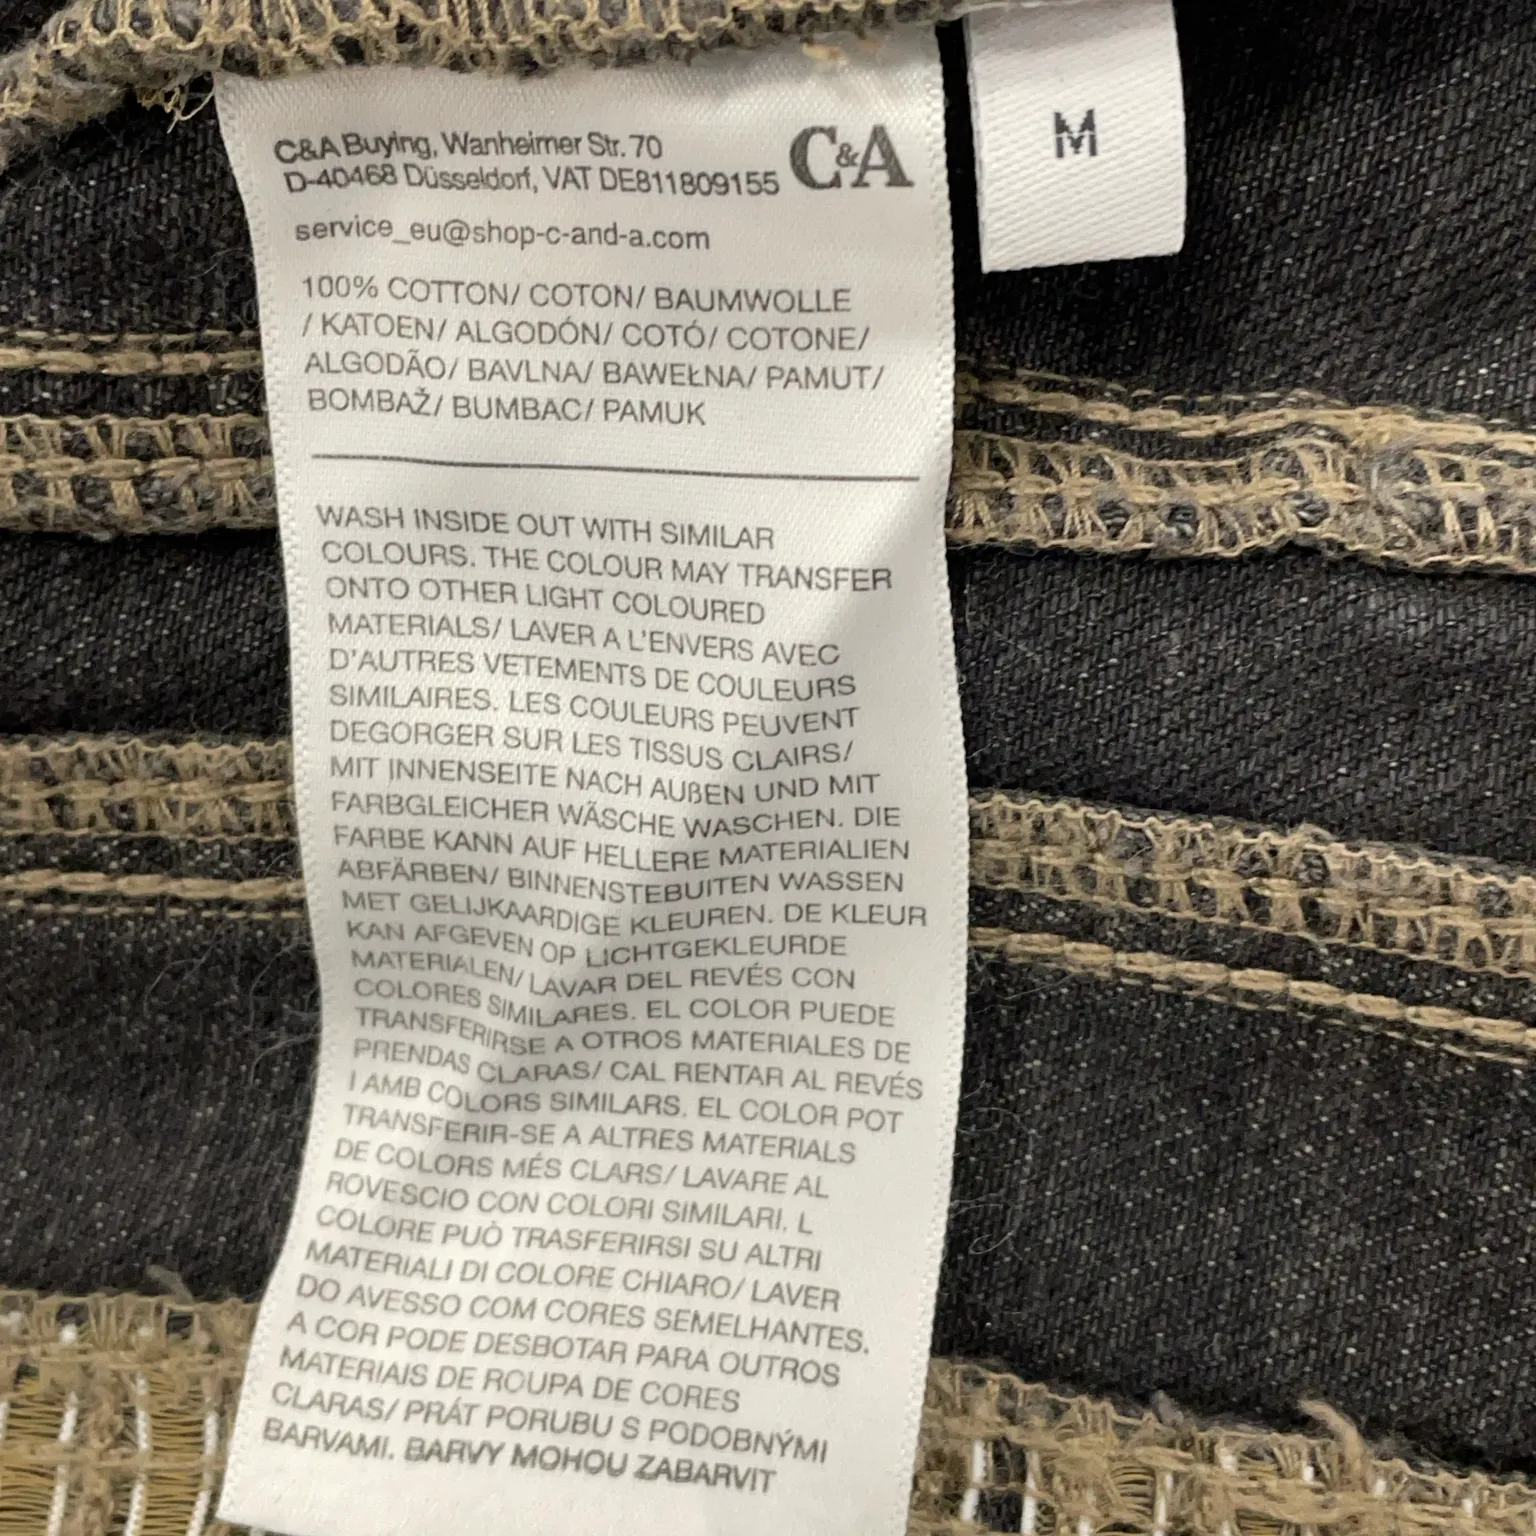 C&A Buying, Wanheimer Str. 70
D-40468 Düsseldorf, VAT DE811809155
C&A
M
service_eu@shop-c-and-a.com
100% COTTON/ COTON/ BAUMWOLLE
/ KATOEN/ ALGODÓN/ COTÓ/ COTONE/
ALGODÃO/ BAVLNA/ BAWEŁNA/ PAMUT/
BOMBAŽ/ BUMBAC/ PAMUK
WASH INSIDE OUT WITH SIMILAR
COLOURS. THE COLOUR MAY TRANSFER
ONTO OTHER LIGHT COLOURED
MATERIALS/ LAVER A L'ENVERS AVEC
D'AUTRES VETEMENTS DE COULEURS
SIMILAIRES. LES COULEURS PEUVENT
DEGORGER SUR LES TISSUS CLAIRS/
MIT INNENSEITE NACH AUßEN UND MIT
FARBGLEICHER WÄSCHE WASCHEN. DIE
FARBE KANN AUF HELLERE MATERIALIEN
ABFÄRBEN/ BINNENSTEBUITEN WASSEN
MET GELIJKAARDIGE KLEUREN. DE KLEUR
KAN AFGEVEN OP LICHTGEKLEURDE
MATERIALEN/ LAVAR DEL REVÉS CON
COLORES SIMILARES. EL COLOR PUEDE
TRANSFERIRSE A OTROS MATERIALES DE
PRENDAS CLARAS/ CAL RENTAR AL REVÉS
I AMB COLORS SIMILARS. EL COLOR POT
TRANSFERIR-SE A ALTRES MATERIALS
DE COLORS MÉS CLARS/ LAVARE AL
ROVESCIO CON COLORI SIMILARI. L
COLORE PUÒ TRASFERIRSI SU ALTRI
MATERIALI DI COLORE CHIARO/ LAVER
DO AVESSO COM CORES SEMELHANTES.
A COR PODE DESBOTAR PARA OUTROS
MATERIAIS DE ROUPA DE CORES
CLARAS/ PRÁT PORUBU S PODOBNÝMI
BARVAMI. BARVY MOHOU ZABARVIT